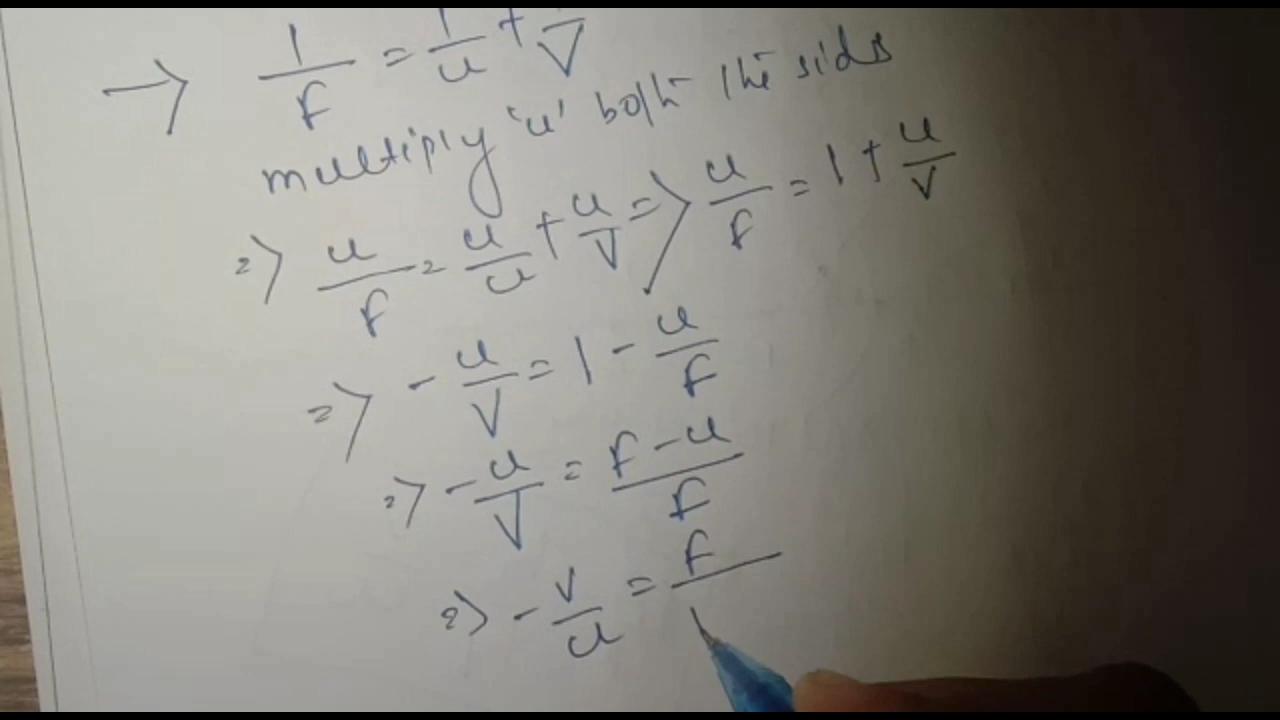 → 1/F = 1/u + 1/V
multiply 'u' both the sids
=> u/F = u/u + u/V => u/F = 1 + u/V
=> - u/V = 1 - u/F
=> - u/V = F - u/F
=> - V/u = F/